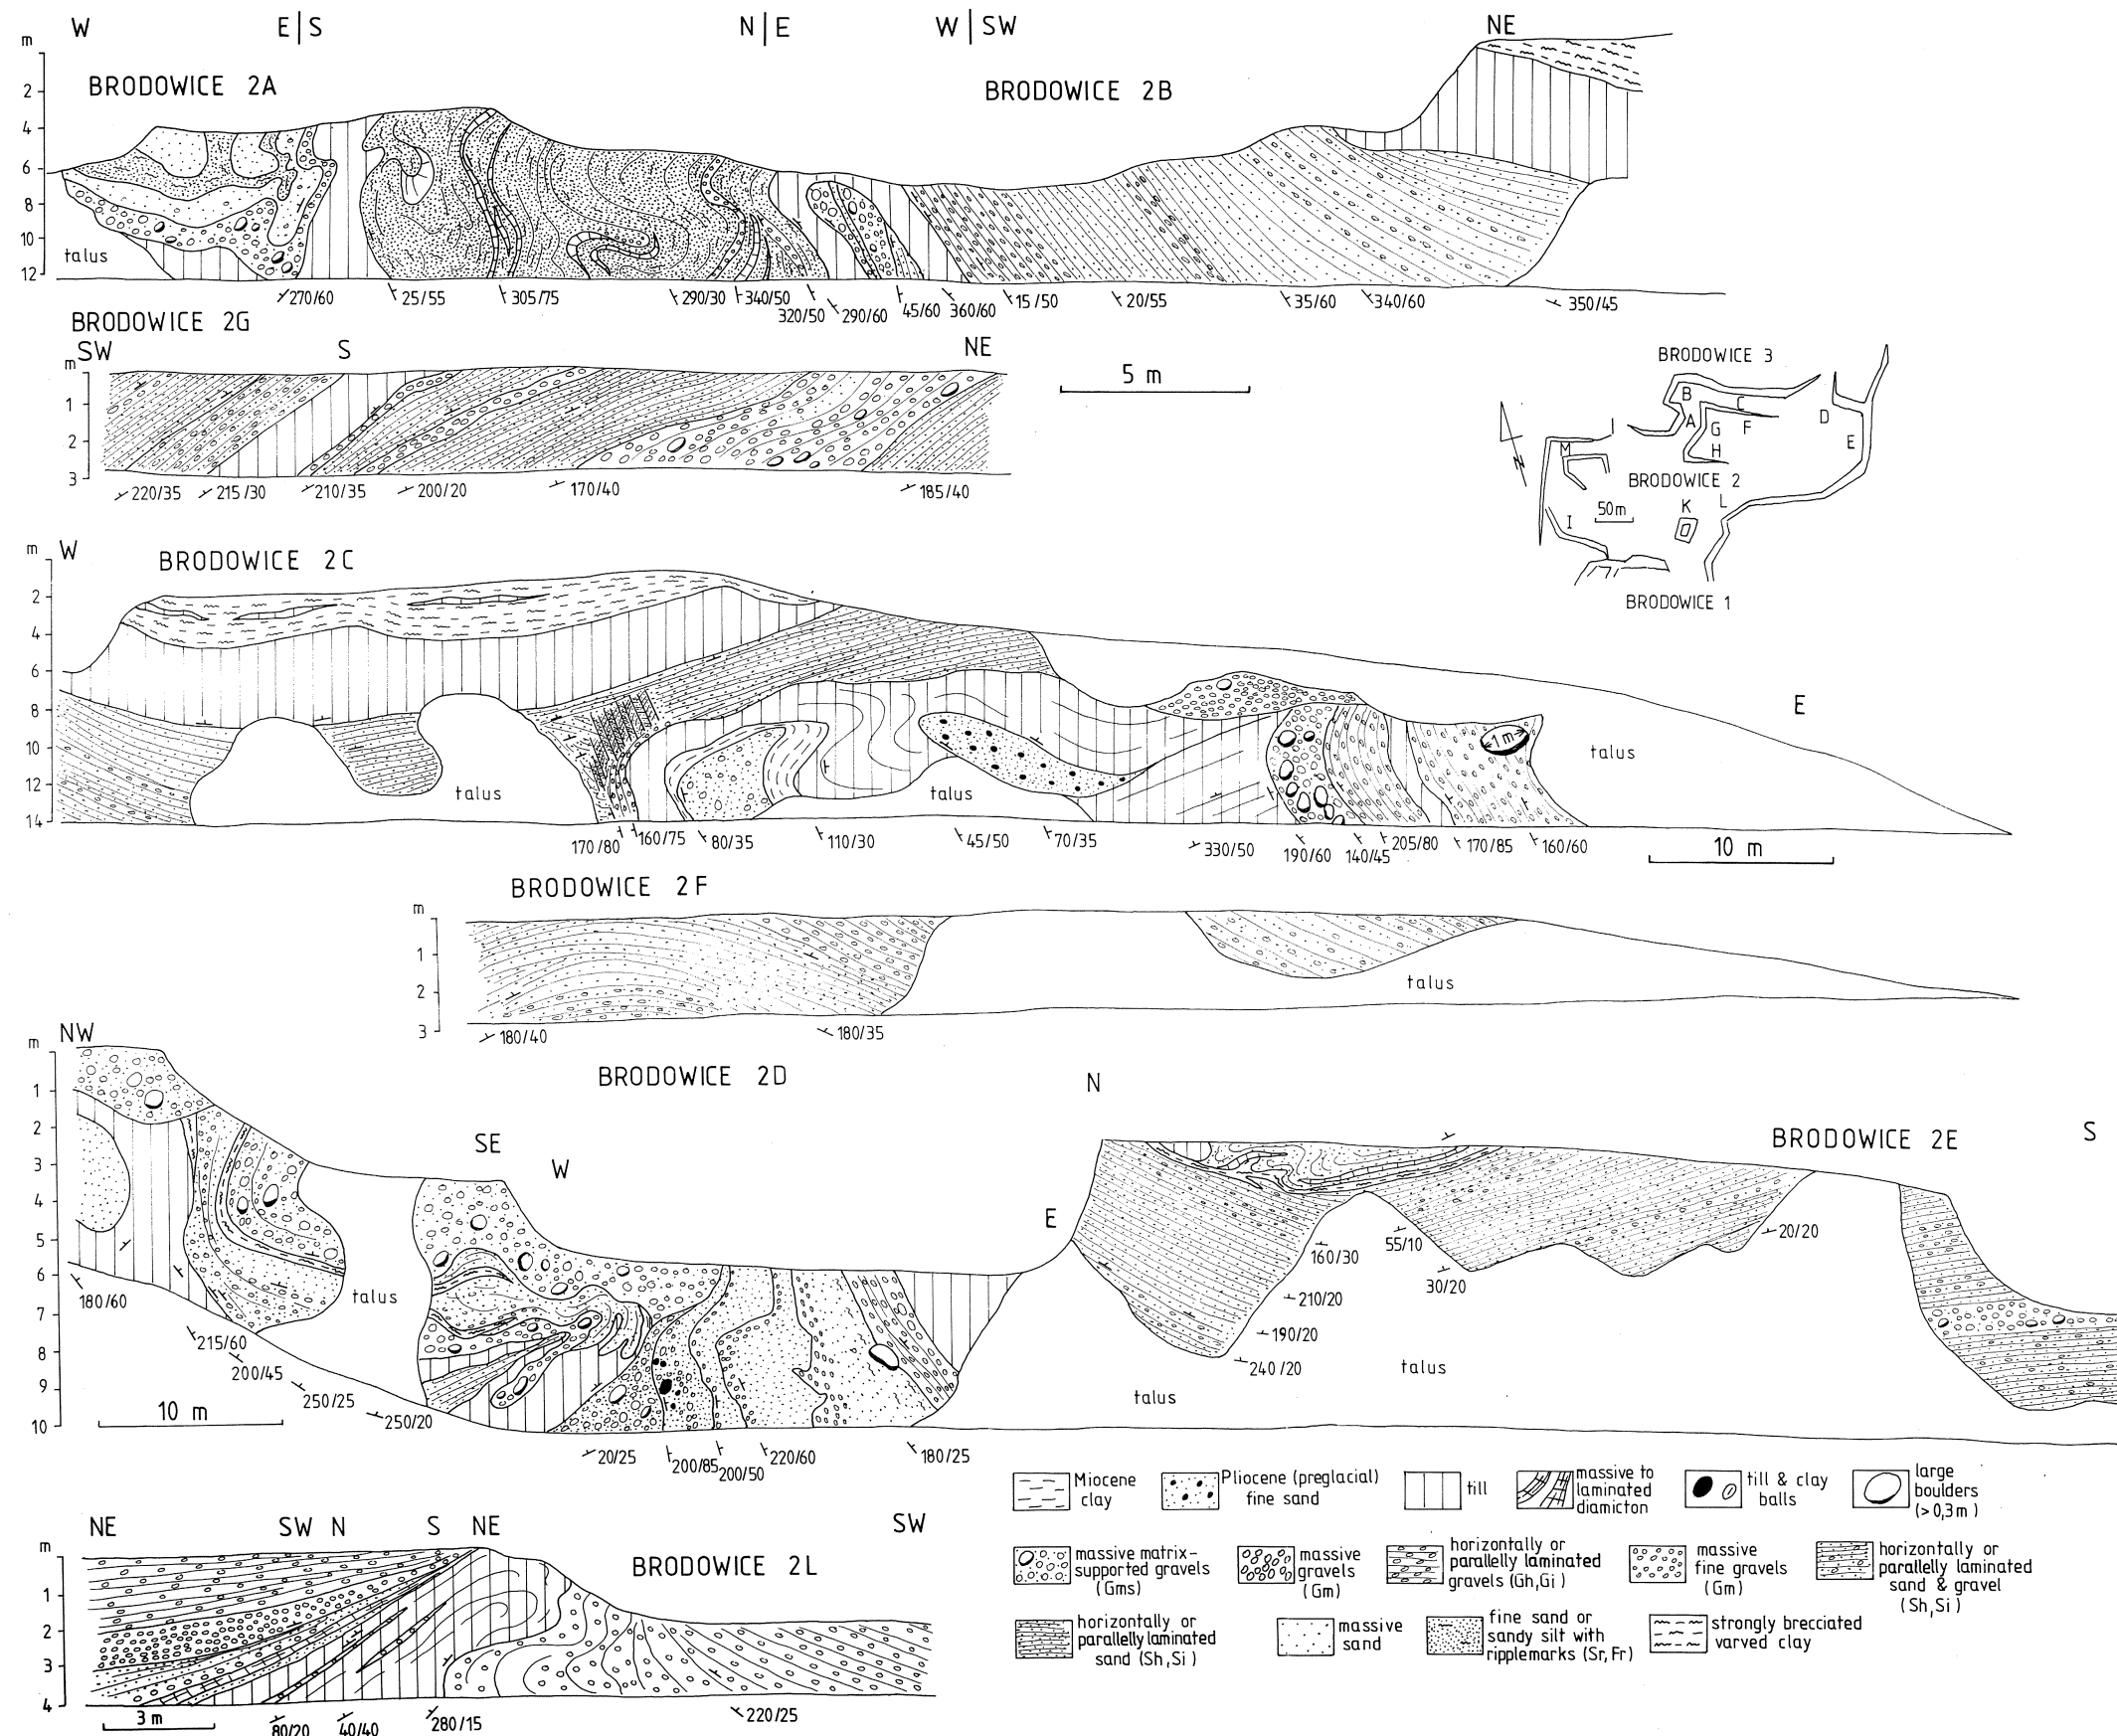 W E|S N|E W|SW NE
m
BRODOWICE 2A
BRODOWICE 2B
2
4
6
8
10
12
talus
270/60 25/55 305/75 290/30 340/50 320/50 290/60 45/60 360/60 15/50 20/55 35/60 340/60 350/45
BRODOWICE 2G
SW S NE
m
1
2
3
220/35 215/30 210/35 200/20 170/40 185/40
5 m
BRODOWICE 3
B
C
A
D
G
F
E
H
J
M
BRODOWICE 2
K
L
50m
I
N
BRODOWICE 1
m
W
BRODOWICE 2C
E
2
4
6
8
10
12
14
talus
talus
1m
talus
170/80 160/75 80/35 110/30 45/50 70/35 330/50 190/60 140/45 205/80 170/85 160/60
10 m
BRODOWICE 2F
m
1
2
3
talus
180/40 180/35
NW
m
BRODOWICE 2D
SE
W
E
1
2
3
4
5
6
7
8
9
10
talus
180/60
215/60
200/45
250/25
250/20
10 m
20/25 200/85 200/50 220/60 180/25
N
BRODOWICE 2E
S
160/30
55/10
30/20
20/20
210/20
190/20
240/20
talus
talus
NE SW N S NE SW
m
BRODOWICE 2L
1
2
3
4
3 m
80/20 40/40 280/15 220/25
Miocene
clay
Pliocene (preglacial)
fine sand
till
massive to
laminated
diamicton
till & clay
balls
large
boulders
(>0,3m)
massive matrix-
supported gravels
(Gms)
massive
gravels
(Gm)
horizontally or
parallelly laminated
gravels (Gh,Gi)
massive
fine gravels
(Gm)
horizontally or
parallelly laminated
sand & gravel
(Sh,Si)
horizontally or
parallelly laminated
sand (Sh,Si)
massive
sand
fine sand or
sandy silt with
ripplemarks (Sr,Fr)
strongly brecciated
varved clay